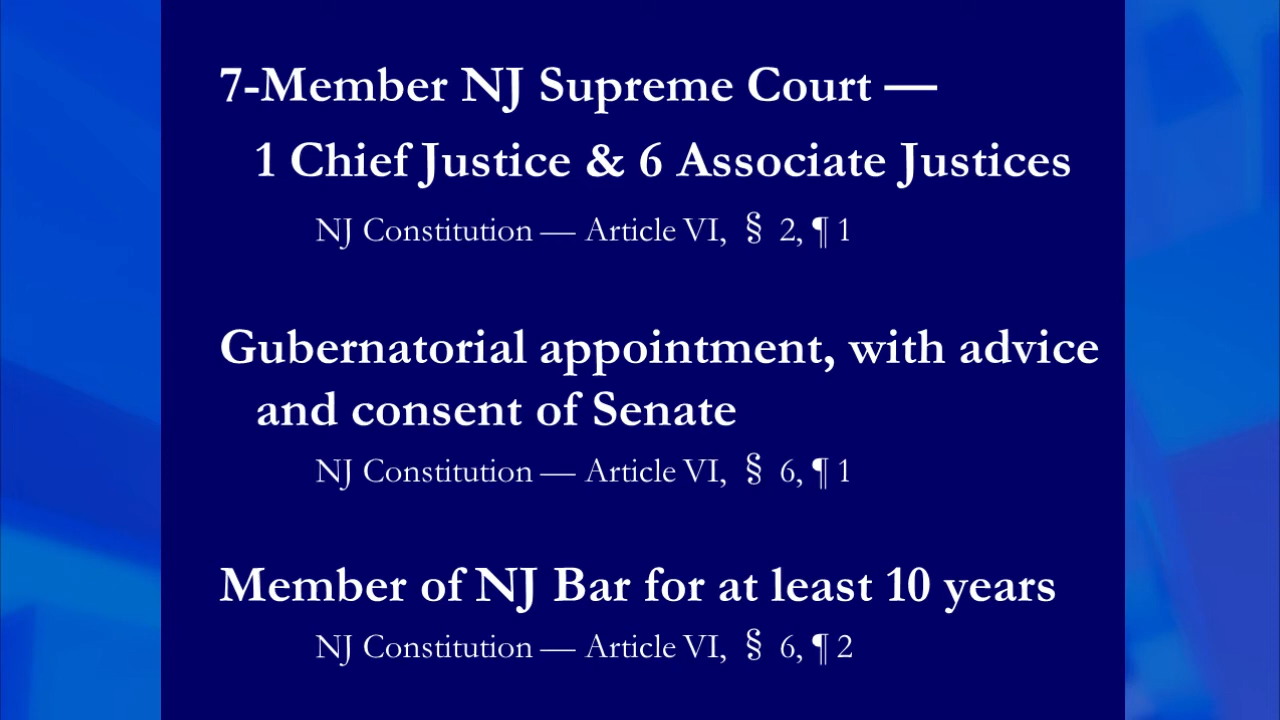 7-Member NJ Supreme Court —
1 Chief Justice & 6 Associate Justices
NJ Constitution — Article VI, § 2, ¶ 1
Gubernatorial appointment, with advice
and consent of Senate
NJ Constitution — Article VI, § 6, ¶ 1
Member of NJ Bar for at least 10 years
NJ Constitution — Article VI, § 6, ¶ 2